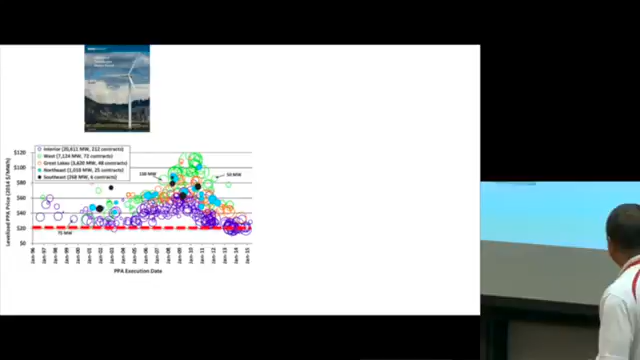 $120
$100
$80
$60
$40
$20
$0
Levelized PPA Price (2014 $/MWh)
Interior (20,611 MW, 212 contracts)
West (7,124 MW, 72 contracts)
Great Lakes (3,620 MW, 48 contracts)
Northeast (1,018 MW, 25 contracts)
Southeast (268 MW, 6 contracts)
150 MW
50 MW
75 MW
Jan-96
Jan-97
Jan-98
Jan-99
Jan-00
Jan-01
Jan-02
Jan-03
Jan-04
Jan-05
Jan-06
Jan-07
Jan-08
Jan-09
Jan-10
Jan-11
Jan-12
Jan-13
Jan-14
Jan-15
PPA Execution Date